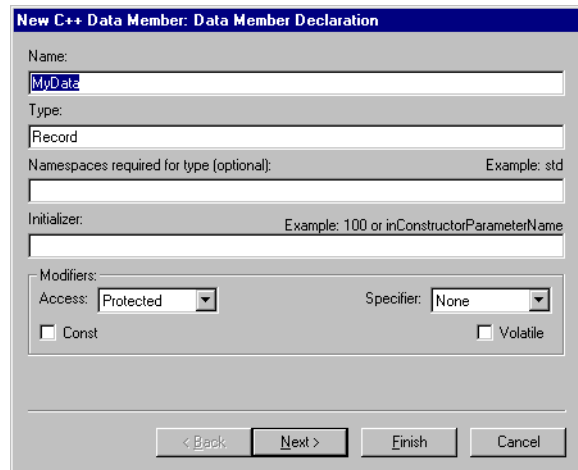 New C++ Data Member: Data Member Declaration
Name:
MyData
Type:
Record
Namespaces required for type (optional): Example: std
Initializer: Example: 100 or inConstructorParameterName
Modifiers:
Access: Protected Specifier: None
Const Volatile
< Back Next > Finish Cancel